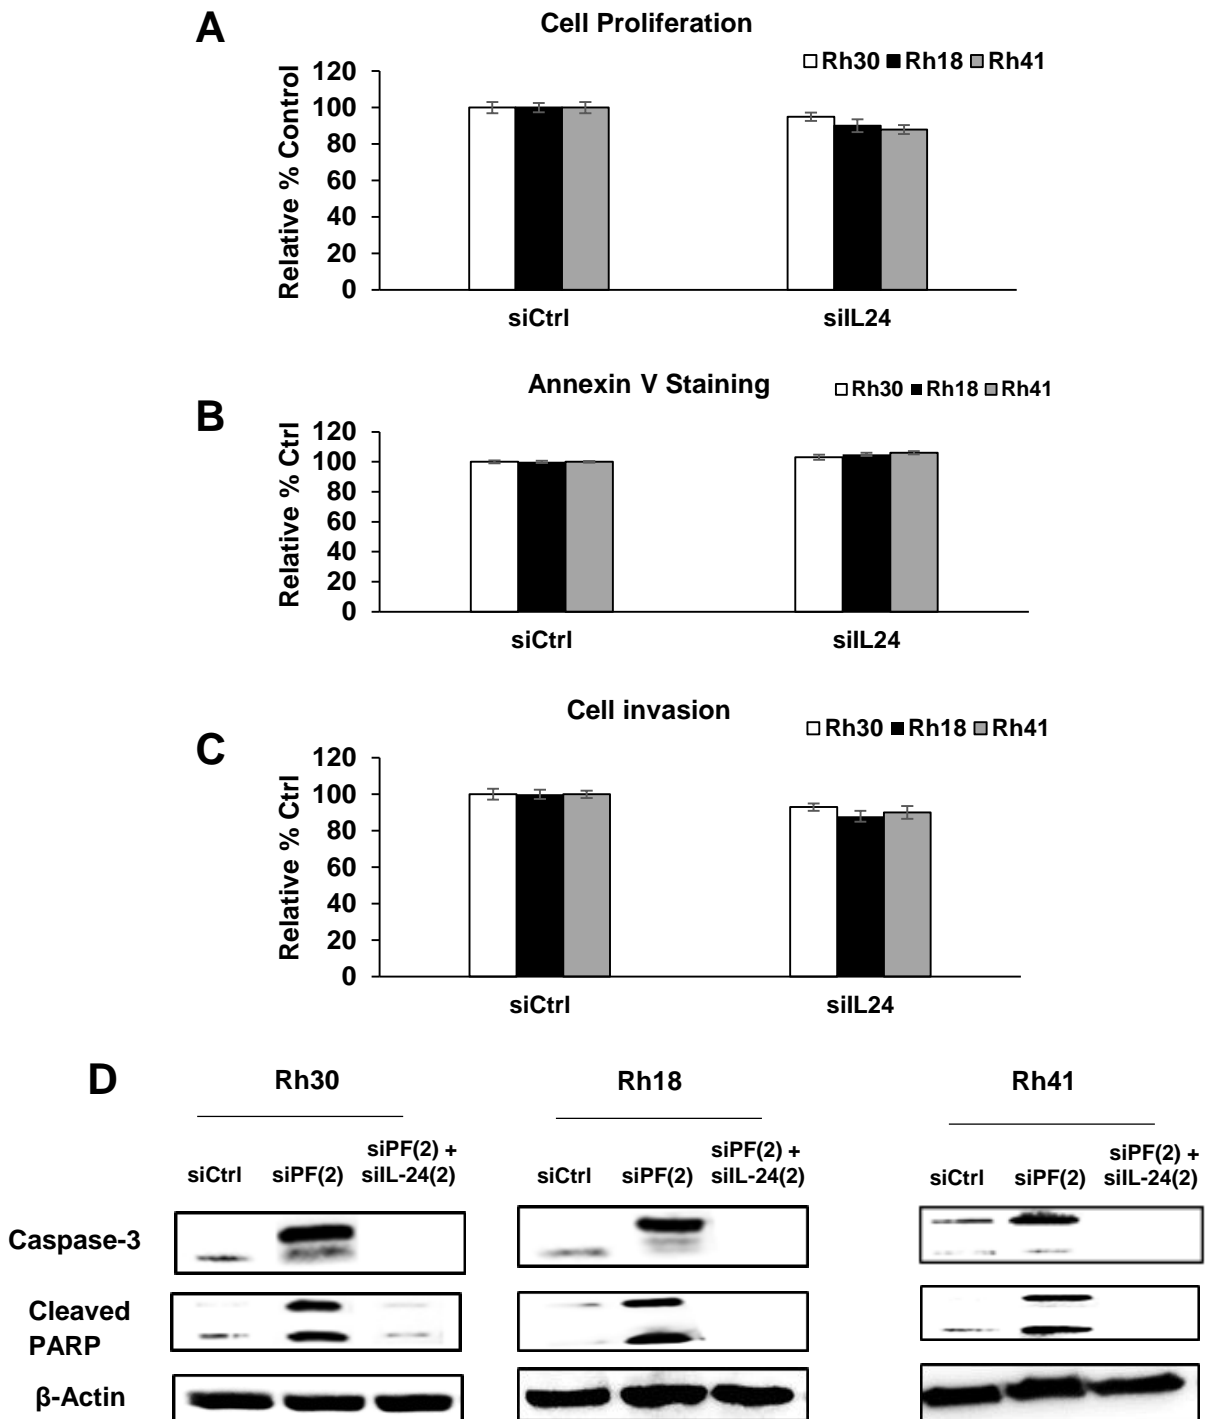 A
Cell Proliferation
Rh30 Rh18 Rh41
Relative % Control
120
100
80
60
40
20
0
siCtrl siIL24
B
Annexin V Staining
Rh30 Rh18 Rh41
Relative % Ctrl
120
100
80
60
40
20
0
siCtrl siIL24
C
Cell invasion
Rh30 Rh18 Rh41
Relative % Ctrl
120
100
80
60
40
20
0
siCtrl siIL24
D
Rh30 Rh18 Rh41
siCtrl siPF(2) siPF(2) +
siIL-24(2)
siCtrl siPF(2) siPF(2) +
siIL-24(2)
siCtrl siPF(2) siPF(2) +
siIL-24(2)
Caspase-3
Cleaved
PARP
β-Actin